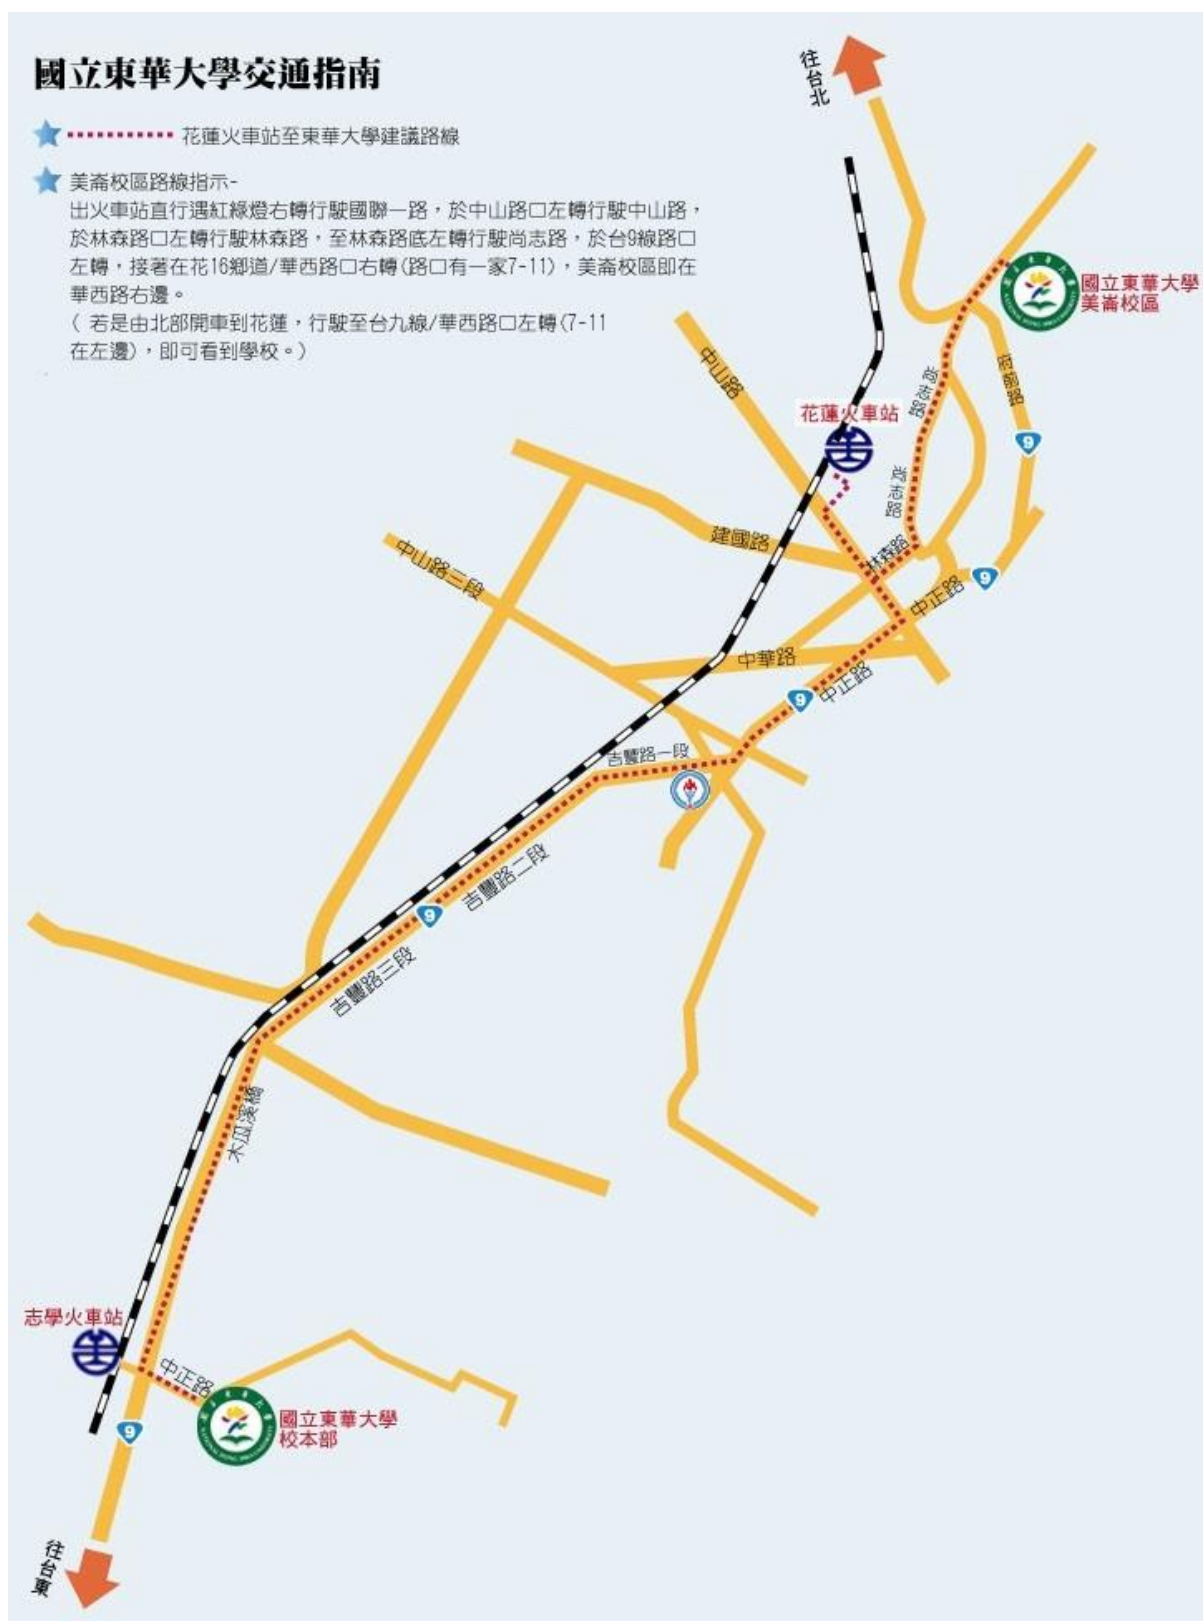 國立東華大學交通指南
花蓮火車站至東華大學建議路線
美崙校區路線指示-
出火車站直行遇紅綠燈右轉行駛國聯一路，於中山路口左轉行駛中山路，
於林森路口左轉行駛林森路，至林森路底左轉行駛尚志路，於台9線路口
左轉，接著在花16鄉道/華西路口右轉(路口有一家7-11)，美崙校區即在
華西路右邊。
( 若是由北部開車到花蓮，行駛至台九線/華西路口左轉(7-11
在左邊)，即可看到學校。)
往台北
國立東華大學
美崙校區
中山路
府前路
尚志路
花蓮火車站
9
尚志路
建國路
林森路
中山路三段
9
中正路
中華路
9
中正路
吉豐路一段
吉豐路二段
9
吉豐路三段
木瓜溪橋
志學火車站
中正路
國立東華大學
校本部
9
往台東